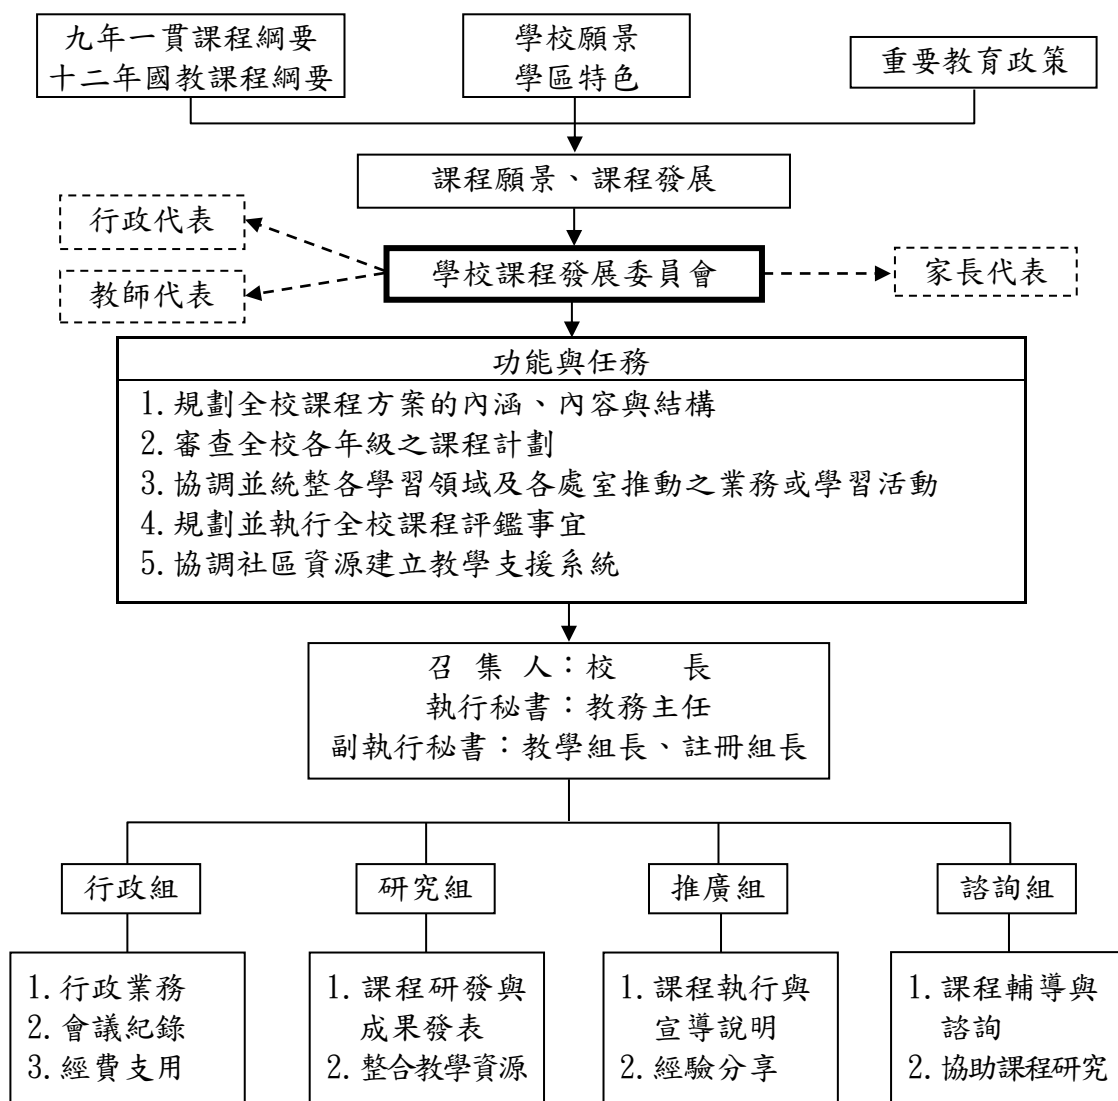 九年一貫課程綱要
十二年國教課程綱要
學校願景
學區特色
重要教育政策
課程願景、課程發展
行政代表
教師代表
學校課程發展委員會
家長代表
功能與任務
1.規劃全校課程方案的內涵、內容與結構
2.審查全校各年級之課程計劃
3.協調並統整各學習領域及各處室推動之業務或學習活動
4.規劃並執行全校課程評鑑事宜
5.協調社區資源建立教學支援系統
召 集 人：校　　長
執行秘書：教務主任
副執行秘書：教學組長、註冊組長
行政組
研究組
推廣組
諮詢組
1.行政業務
2.會議紀錄
3.經費支用
1.課程研發與
成果發表
2.整合教學資源
1.課程執行與
宣導說明
2.經驗分享
1.課程輔導與
諮詢
2.協助課程研究